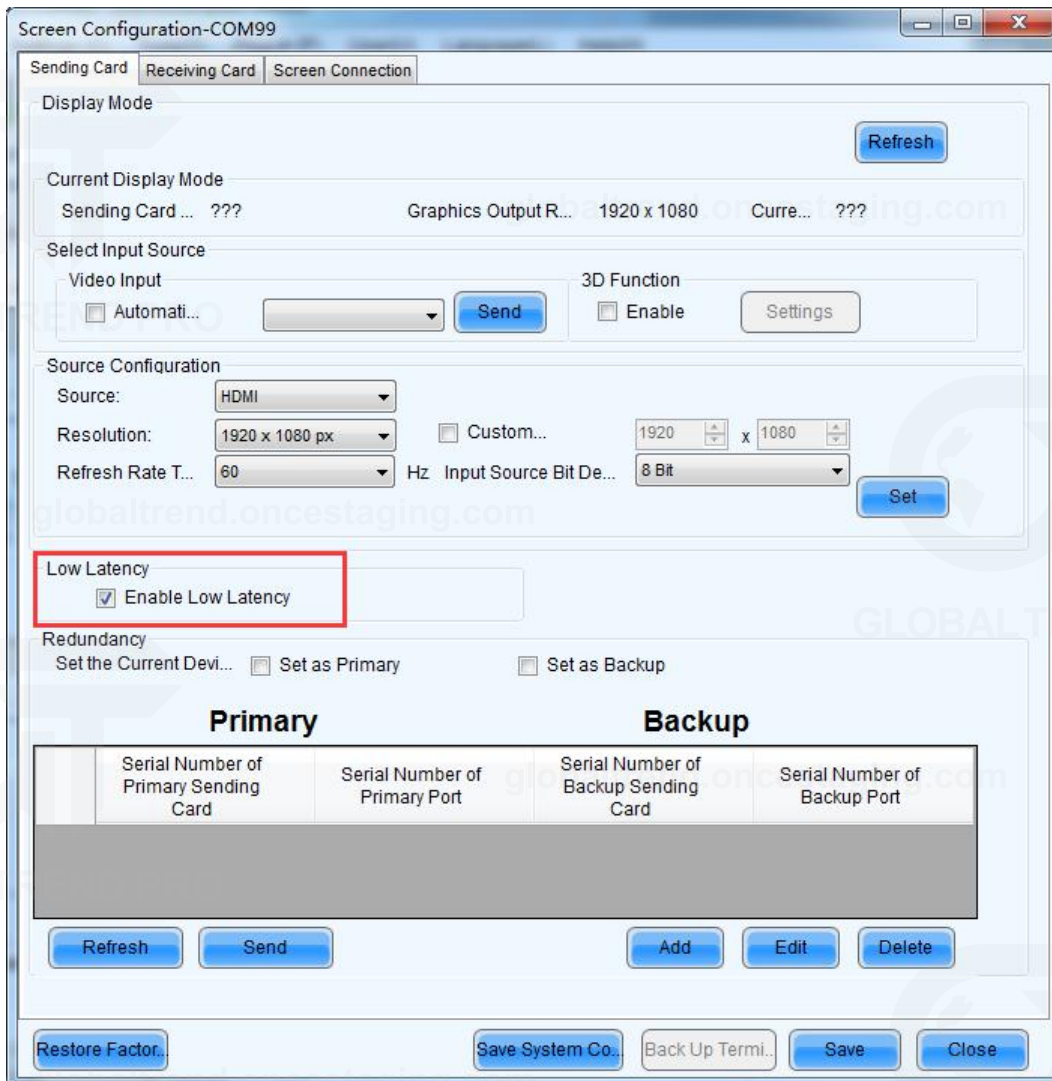 Screen Configuration-COM99
Sending Card Receiving Card Screen Connection
Display Mode
Refresh
Current Display Mode
Sending Card ... ??? Graphics Output R... 1920 x 1080 Curre... ???
Select Input Source
Video Input 3D Function
Automati... Send Enable Settings
Source Configuration
Source: HDMI
Resolution: 1920 x 1080 px Custom... 1920 x 1080
Refresh Rate T... 60 Hz Input Source Bit De... 8 Bit
Set
globaltrend.oncestaging.com
Low Latency
Enable Low Latency
GLOBAL T
Redundancy
Set the Current Devi... Set as Primary Set as Backup
Primary Backup
Serial Number of Primary Sending Card Serial Number of Primary Port Serial Number of Backup Sending Card Serial Number of Backup Port
Refresh Send Add Edit Delete
Restore Factor... Save System Co... Back Up Termi... Save Close